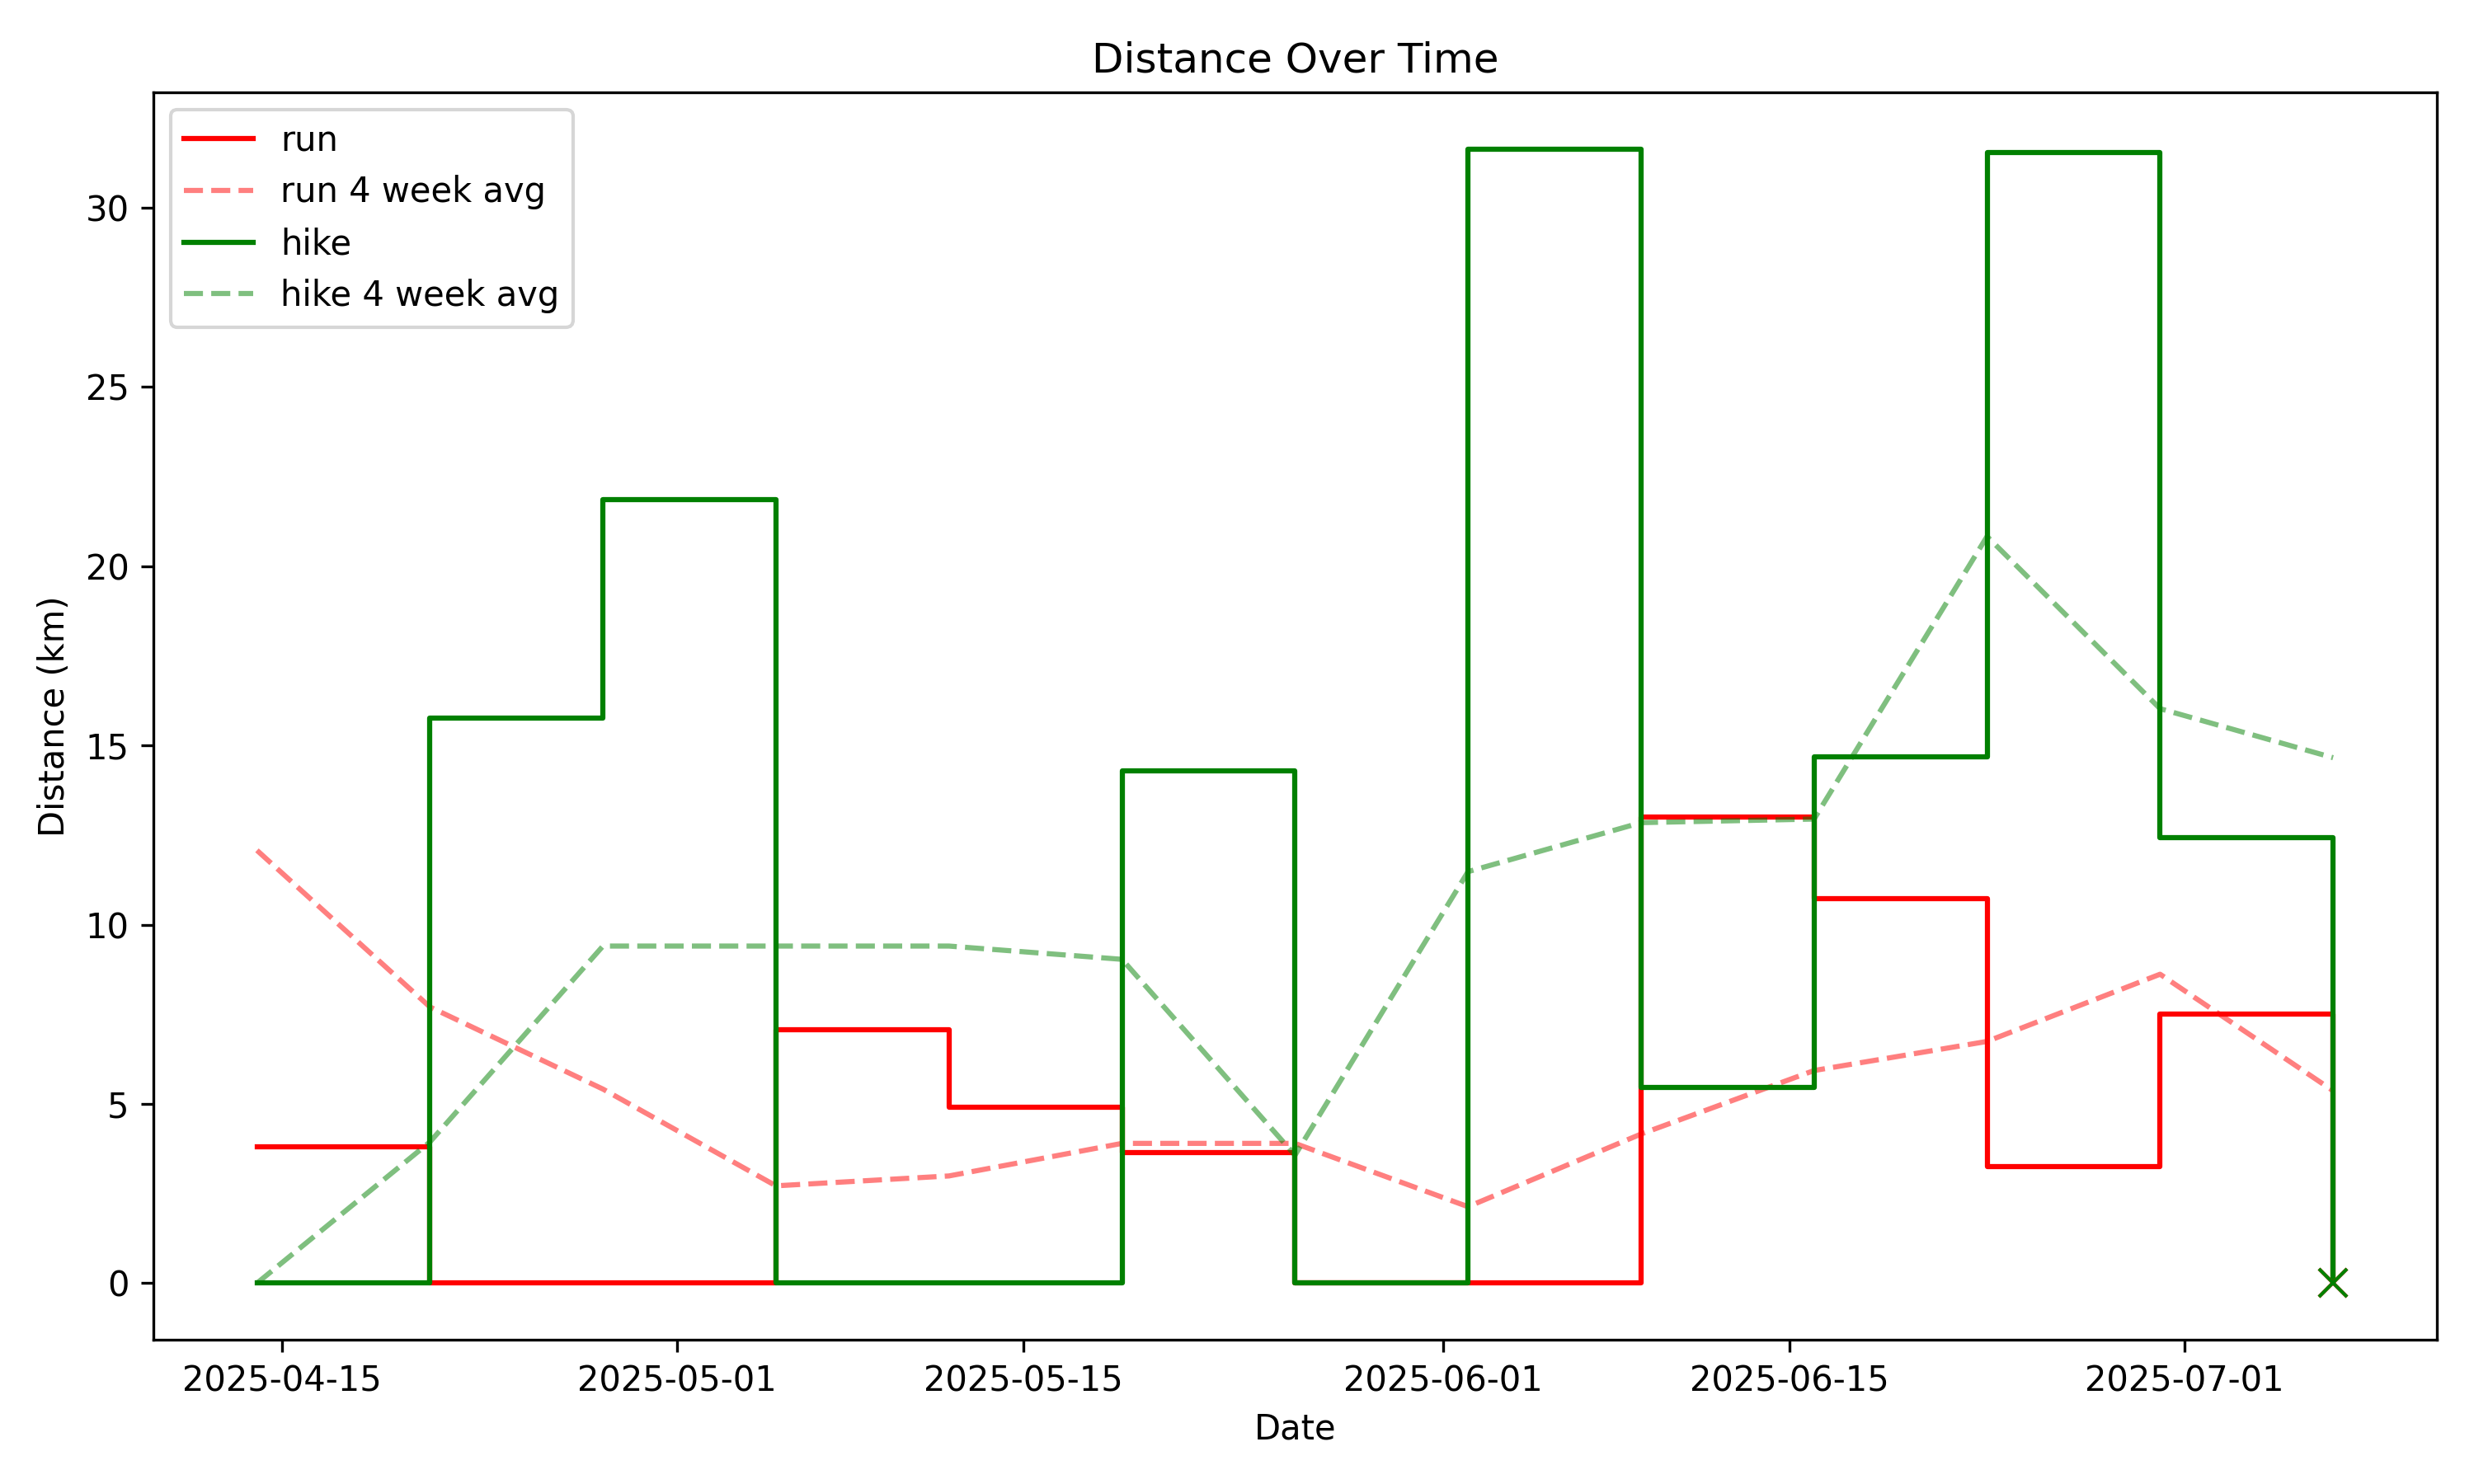 Distance Over Time
run
run 4 week avg
hike
hike 4 week avg
30
25
20
15
10
5
0
Distance (km)
2025-04-15 2025-05-01 2025-05-15 2025-06-01 2025-06-15 2025-07-01
Date